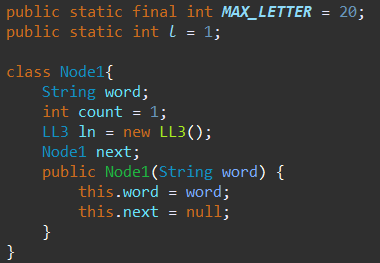 public static final int MAX_LETTER = 20;
public static int l = 1;
class Node1{
String word;
int count = 1;
LL3 ln = new LL3();
Node1 next;
public Node1(String word) {
this.word = word;
this.next = null;
}
}